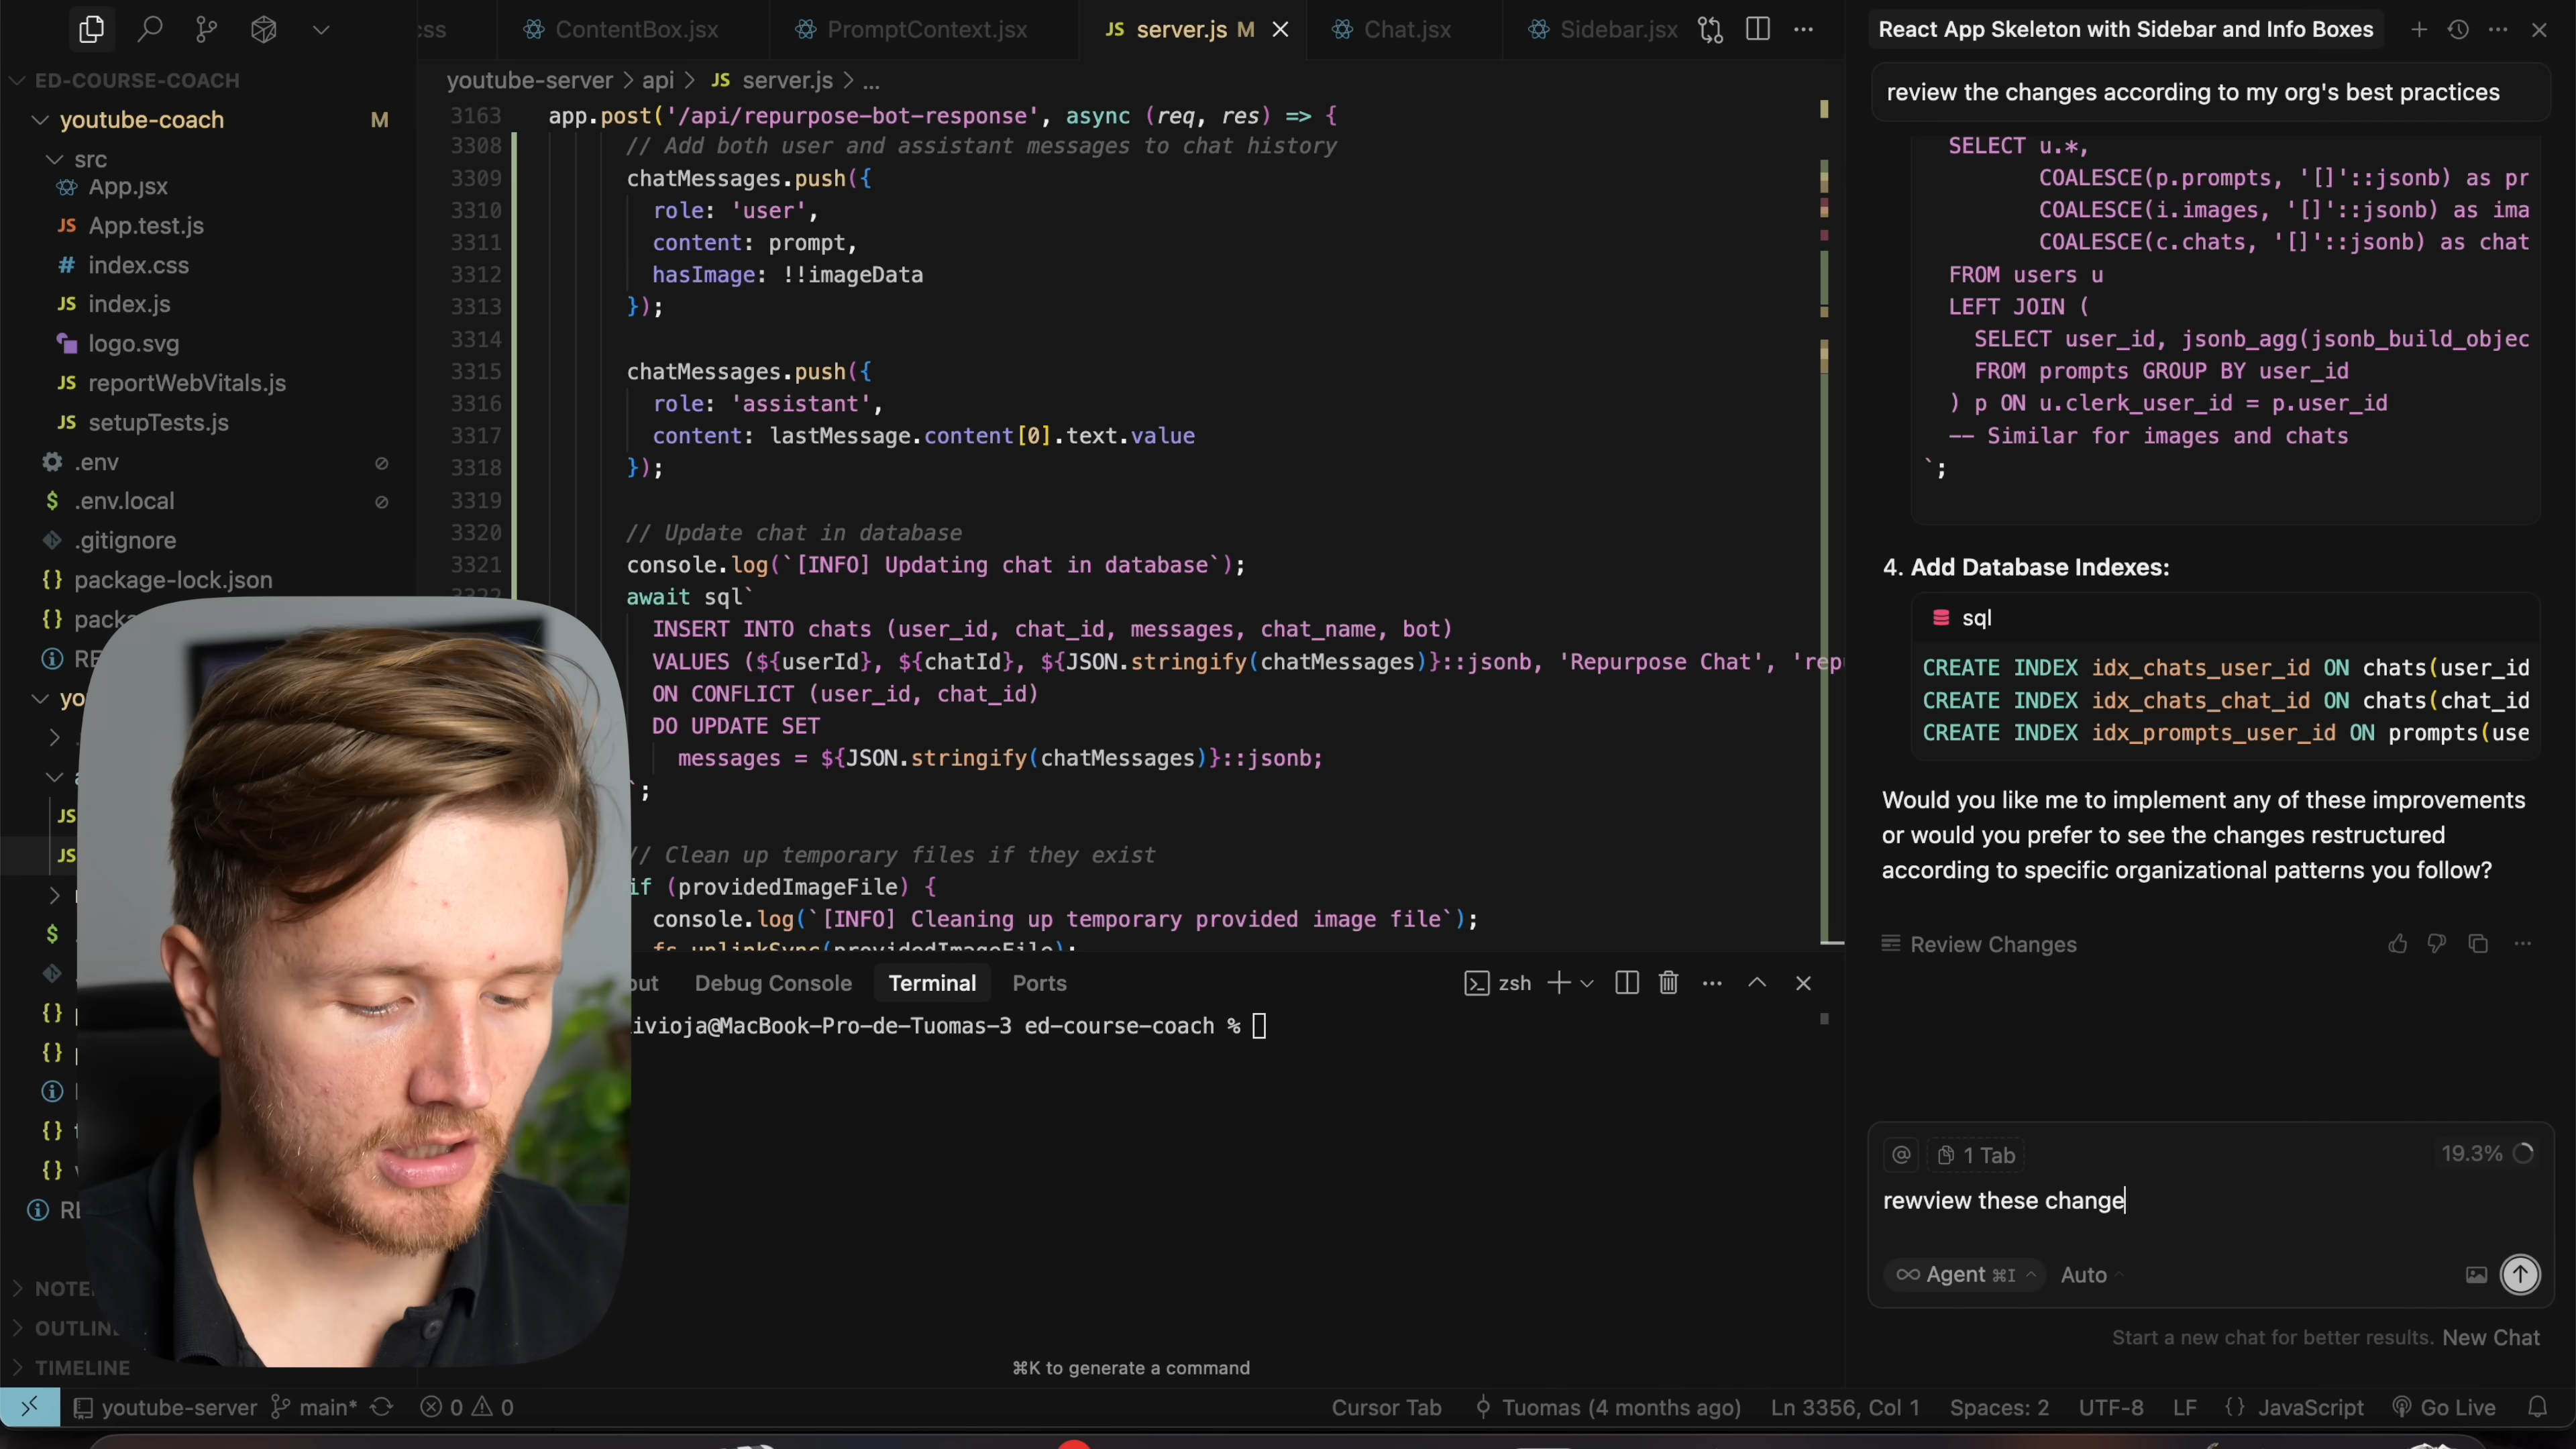 css
ContentBox.jsx
PromptContext.jsx
JS server.js M
Chat.jsx
Sidebar.jsx
React App Skeleton with Sidebar and Info Boxes
ED-COURSE-COACH
youtube-coach M
src
App.jsx
JS App.test.js
# index.css
JS index.js
logo.svg
JS reportWebVitals.js
JS setupTests.js
.env
$ .env.local
.gitignore
{} package-lock.json
{}
JS
JS
$
{}
{}
{}
{}
TIMELINE
youtube-server > api > JS server.js > ...
3163 app.post('/api/repurpose-bot-response', async (req, res) => {
3308 // Add both user and assistant messages to chat history
3309 chatMessages.push({
3310 role: 'user',
3311 content: prompt,
3312 hasImage: !!imageData
3313 });
3314
3315 chatMessages.push({
3316 role: 'assistant',
3317 content: lastMessage.content[0].text.value
3318 });
3319
3320 // Update chat in database
3321 console.log(`[INFO] Updating chat in database`);
3322 await sql`
INSERT INTO chats (user_id, chat_id, messages, chat_name, bot)
VALUES (${userId}, ${chatId}, ${JSON.stringify(chatMessages)}::jsonb, 'Repurpose Chat', 'rep
ON CONFLICT (user_id, chat_id)
DO UPDATE SET
messages = ${JSON.stringify(chatMessages)}::jsonb;
`;
// Clean up temporary files if they exist
if (providedImageFile) {
console.log(`[INFO] Cleaning up temporary provided image file`);
fs.unlinkSync(providedImageFile);
Debug Console
Terminal
Ports
zsh
ivioja@MacBook-Pro-de-Tuomas-3 ed-course-coach %
⌘K to generate a command
review the changes according to my org's best practices
SELECT u.*,
COALESCE(p.prompts, '[]'::jsonb) as pr
COALESCE(i.images, '[]'::jsonb) as ima
COALESCE(c.chats, '[]'::jsonb) as chat
FROM users u
LEFT JOIN (
SELECT user_id, jsonb_agg(jsonb_build_objec
FROM prompts GROUP BY user_id
) p ON u.clerk_user_id = p.user_id
-- Similar for images and chats
`;
4. Add Database Indexes:
sql
CREATE INDEX idx_chats_user_id ON chats(user_id
CREATE INDEX idx_chats_chat_id ON chats(chat_id
CREATE INDEX idx_prompts_user_id ON prompts(use
Would you like me to implement any of these improvements
or would you prefer to see the changes restructured
according to specific organizational patterns you follow?
Review Changes
@ 1 Tab 19.3%
rewview these change
Agent ⌘I Auto
Start a new chat for better results. New Chat
youtube-server main* 0 0
Cursor Tab Tuomas (4 months ago) Ln 3356, Col 1 Spaces: 2 UTF-8 LF {} JavaScript Go Live